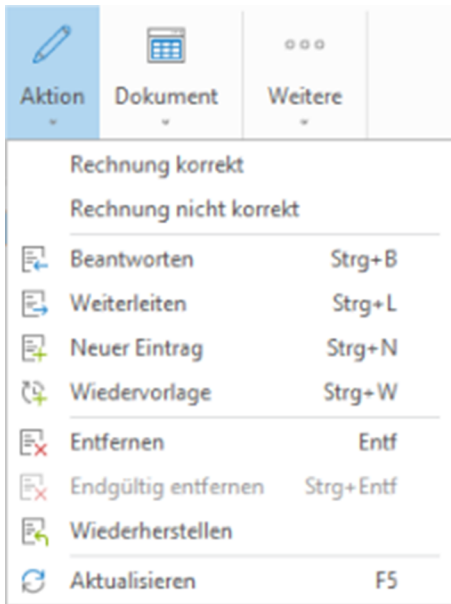 Aktion Dokument Weitere
Rechnung korrekt
Rechnung nicht korrekt
Beantworten Strg+B
Weiterleiten Strg+L
Neuer Eintrag Strg+N
Wiedervorlage Strg+W
Entfernen Entf
Endgültig entfernen Strg+Entf
Wiederherstellen
Aktualisieren F5